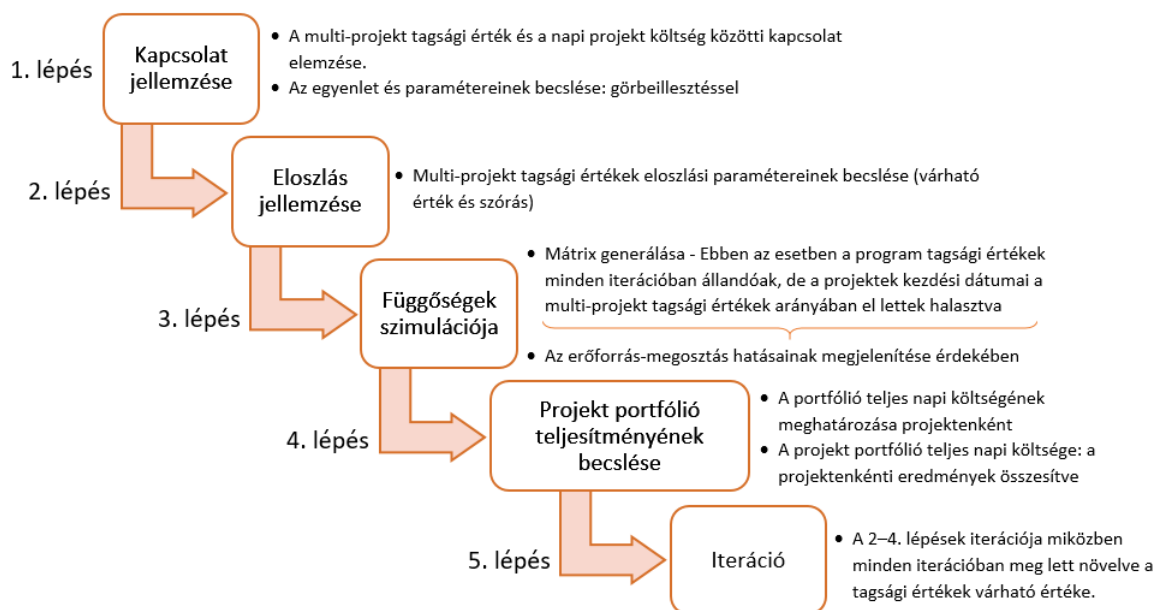 1. lépés
Kapcsolat
jellemzése
• A multi-projekt tagsági érték és a napi projekt költség közötti kapcsolat
elemzése.
• Az egyenlet és paramétereinek becslése: görbeillesztéssel
2. lépés
Eloszlás
jellemzése
• Multi-projekt tagsági értékek eloszlási paramétereinek becslése (várható
érték és szórás)
3. lépés
Függőségek
szimulációja
• Mátrix generálása - Ebben az esetben a program tagsági értékek
minden iterációban állandóak, de a projektek kezdési dátumai a
multi-projekt tagsági értékek arányában el lettek halasztva
• Az erőforrás-megosztás hatásainak megjelenítése érdekében
4. lépés
Projekt portfólió
teljesítményének
becslése
• A portfólió teljes napi költségének
meghatározása projektenként
• A projekt portfólió teljes napi költsége: a
projektenkénti eredmények összesítve
5. lépés
Iteráció
• A 2–4. lépések iterációja miközben
minden iterációban meg lett növelve a
tagsági értékek várható értéke.